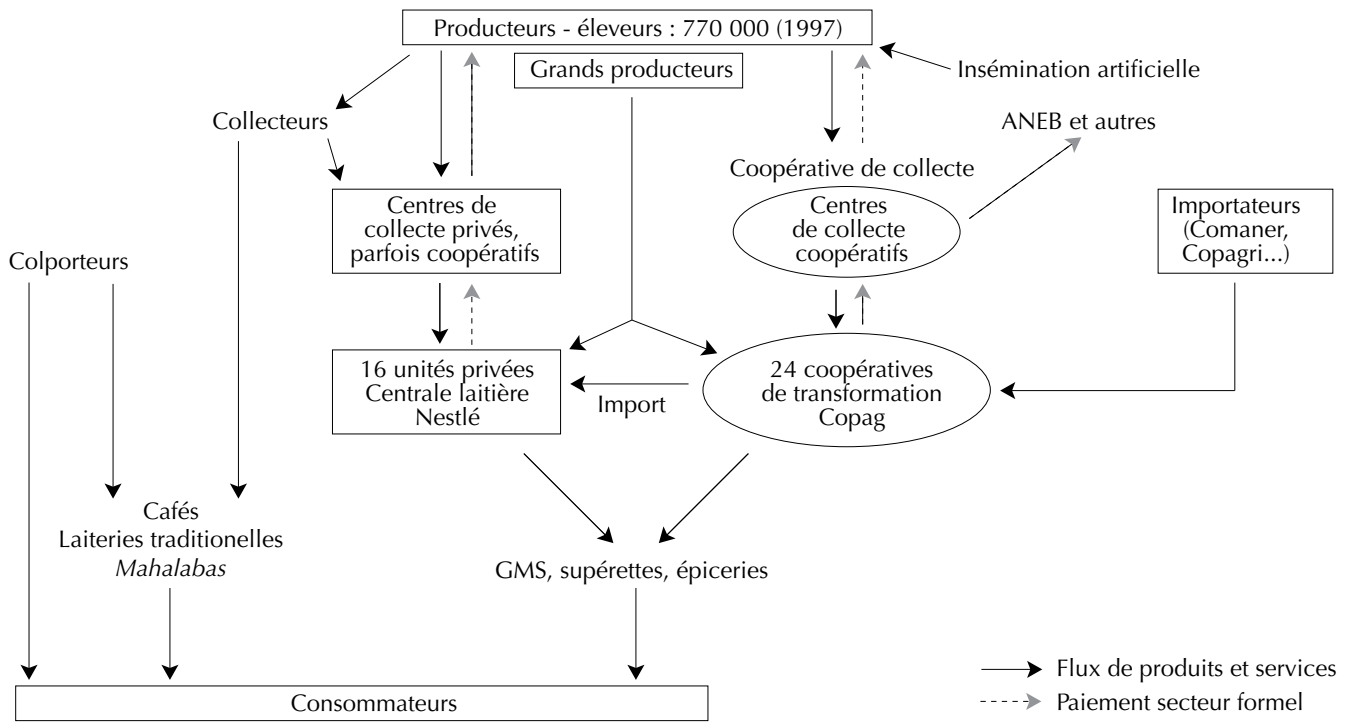 Producteurs - éleveurs : 770 000 (1997)
Grands producteurs
Insémination artificielle
Collecteurs
ANEB et autres
Coopérative de collecte
Centres de
collecte privés,
parfois coopératifs
Centres
de collecte
coopératifs
Importateurs
(Comaner,
Copagri...)
Colporteurs
16 unités privées
Centrale laitière
Nestlé
Import
24 coopératives
de transformation
Copag
Cafés
Laiteries traditionelles
Mahalabas
GMS, supérettes, épiceries
Flux de produits et services
Paiement secteur formel
Consommateurs